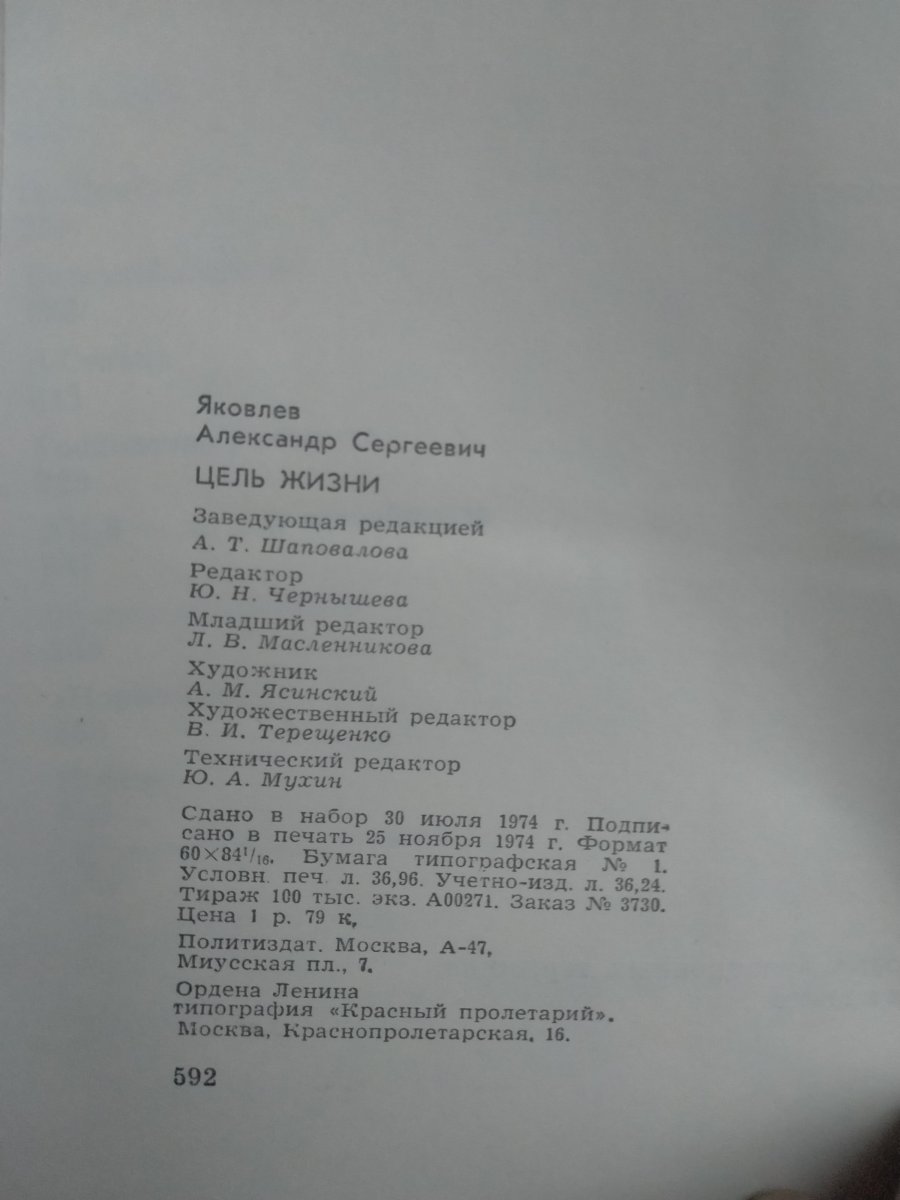 Яковлев
Александр Сергеевич
ЦЕЛЬ ЖИЗНИ
Заведующая редакцией
А. Т. Шаповалова
Редактор
Ю. Н. Чернышева
Младший редактор
Л. В. Масленникова
Художник
А. М. Ясинский
Художественный редактор
В. И. Терещенко
Технический редактор
Ю. А. Мухин
Сдано в набор 30 июля 1974 г. Подпи-
сано в печать 25 ноября 1974 г. Формат
60×84¹/₁₆. Бумага типографская № 1.
Условн. печ л. 36,96. Учетно-изд. л. 36,24.
Тираж 100 тыс. экз. А00271. Заказ № 3730.
Цена 1 р. 79 к,
Политиздат. Москва, А-47,
Миусская пл., 7.
Ордена Ленина
типография «Красный пролетарий».
Москва, Краснопролетарская, 16.
592